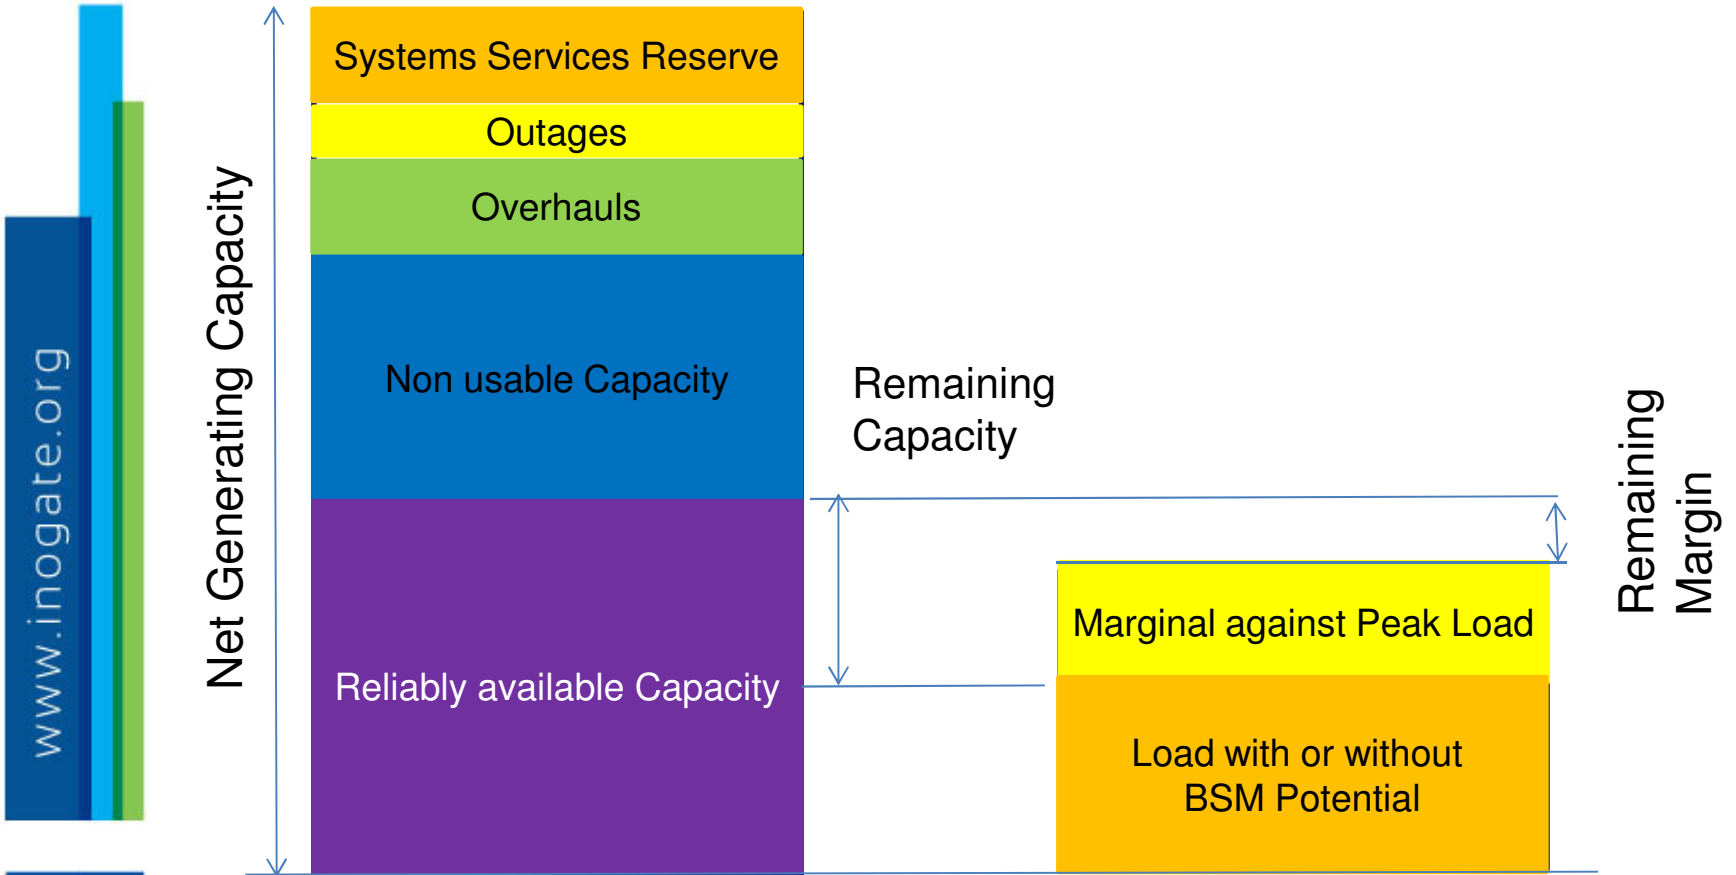 www.inogate.org
Net Generating Capacity
Systems Services Reserve
Outages
Overhauls
Non usable Capacity
Reliably available Capacity
Remaining
Capacity
Marginal against Peak Load
Load with or without
BSM Potential
Remaining
Margin